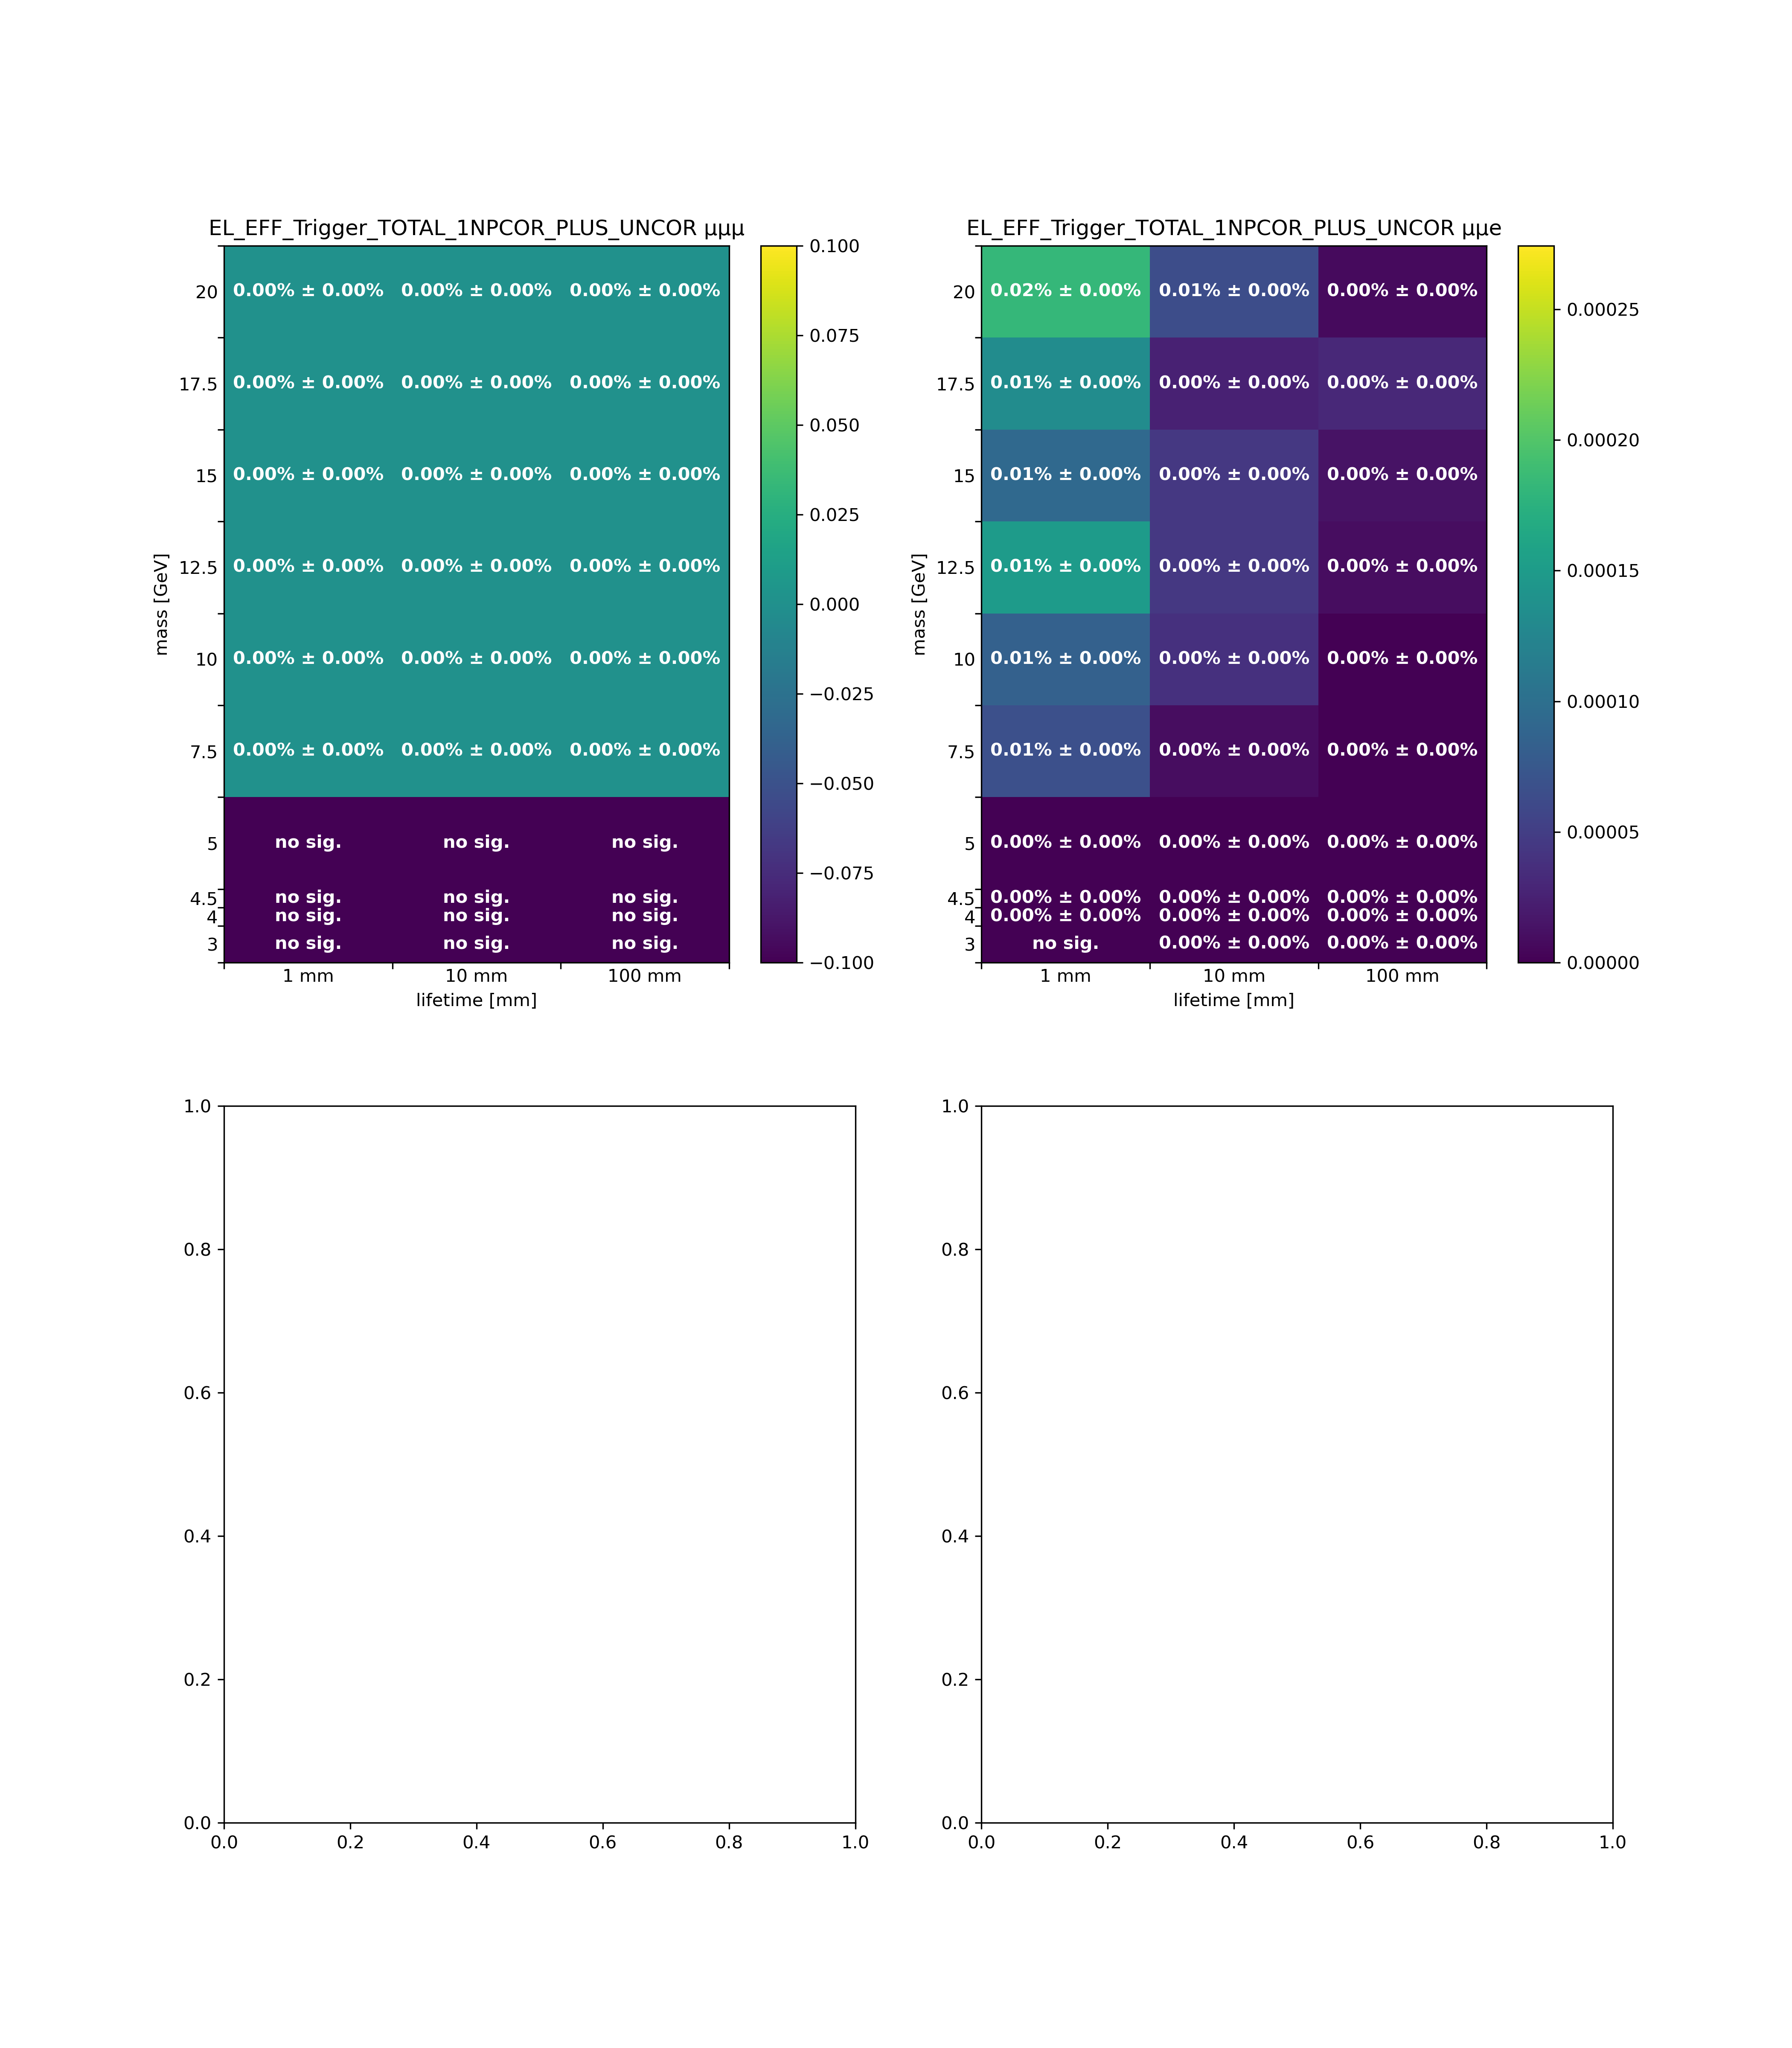 EL_EFF_Trigger_TOTAL_1NPCOR_PLUS_UNCOR μμμ
mass [GeV]
20
17.5
15
12.5
10
7.5
5
4.5
4
3
0.00% ± 0.00% 0.00% ± 0.00% 0.00% ± 0.00%
0.00% ± 0.00% 0.00% ± 0.00% 0.00% ± 0.00%
0.00% ± 0.00% 0.00% ± 0.00% 0.00% ± 0.00%
0.00% ± 0.00% 0.00% ± 0.00% 0.00% ± 0.00%
0.00% ± 0.00% 0.00% ± 0.00% 0.00% ± 0.00%
0.00% ± 0.00% 0.00% ± 0.00% 0.00% ± 0.00%
no sig. no sig. no sig.
no sig. no sig. no sig.
no sig. no sig. no sig.
no sig. no sig. no sig.
1 mm 10 mm 100 mm
lifetime [mm]
0.100
0.075
0.050
0.025
0.000
−0.025
−0.050
−0.075
−0.100
EL_EFF_Trigger_TOTAL_1NPCOR_PLUS_UNCOR μμe
mass [GeV]
20
17.5
15
12.5
10
7.5
5
4.5
4
3
0.02% ± 0.00% 0.01% ± 0.00% 0.00% ± 0.00%
0.01% ± 0.00% 0.00% ± 0.00% 0.00% ± 0.00%
0.01% ± 0.00% 0.00% ± 0.00% 0.00% ± 0.00%
0.01% ± 0.00% 0.00% ± 0.00% 0.00% ± 0.00%
0.01% ± 0.00% 0.00% ± 0.00% 0.00% ± 0.00%
0.01% ± 0.00% 0.00% ± 0.00% 0.00% ± 0.00%
0.00% ± 0.00% 0.00% ± 0.00% 0.00% ± 0.00%
0.00% ± 0.00% 0.00% ± 0.00% 0.00% ± 0.00%
0.00% ± 0.00% 0.00% ± 0.00% 0.00% ± 0.00%
no sig. 0.00% ± 0.00% 0.00% ± 0.00%
1 mm 10 mm 100 mm
lifetime [mm]
0.00025
0.00020
0.00015
0.00010
0.00005
0.00000
1.0
0.8
0.6
0.4
0.2
0.0
0.0 0.2 0.4 0.6 0.8 1.0
1.0
0.8
0.6
0.4
0.2
0.0
0.0 0.2 0.4 0.6 0.8 1.0